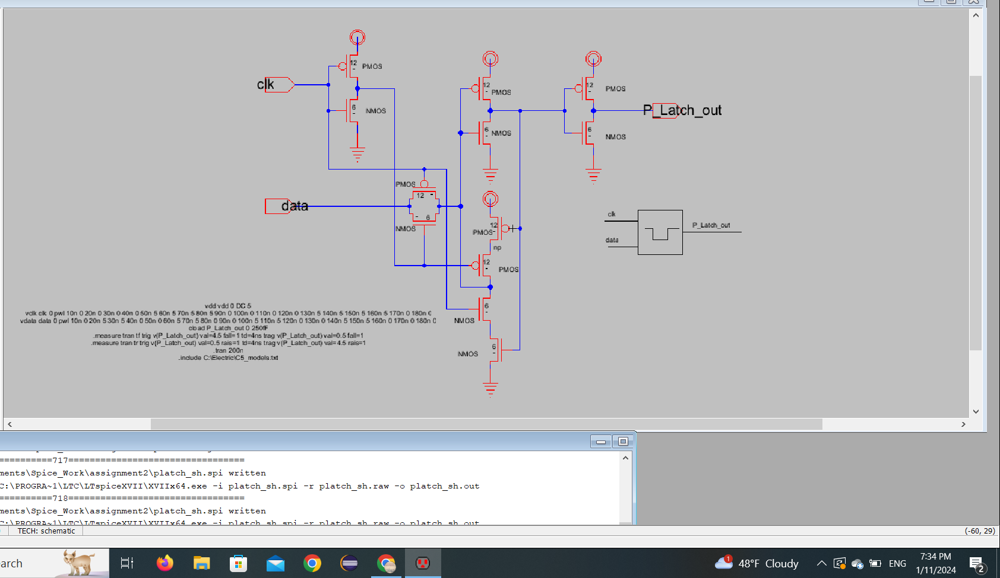 12
PMOS
clk
12
PMOS
12
PMOS
6
NMOS
P_Latch_out
6
NMOS
6
NMOS
PMOS
12
data
6
NMOS
12
PMOS
np
12
PMOS
clk
P_Latch_out
data
6
NMOS
6
NMOS
vdd vdd 0 DC 5
vclk clk 0 pwl 10n 0 20n 0 30n 0 40n 0 50n 5 60n 5 70n 5 80n 5 90n 0 100n 0 110n 0 120n 0 130n 5 140n 5 150n 5 160n 5 170n 0 180n 0
vdata data 0 pwl 10n 0 20n 5 30n 5 40n 0 50n 0 60n 5 70n 5 80n 0 90n 0 100n 5 110n 5 120n 0 130n 0 140n 5 150n 5 160n 0 170n 0 180n 0
cload P_Latch_out 0 250fF
.measure tran tf trig v(P_Latch_out) val=4.5 fall=1 td=4ns trag v(P_Latch_out) val=0.5 fall=1
.measure tran tr trig v(P_Latch_out) val=0.5 rais=1 td=4ns trag v(P_Latch_out) val=4.5 rais=1
.tran 200n
.include C:\Electric\C5_models.txt
==========717=================================
ments\Spice_Work\assignment2\platch_sh.spi written
C:\PROGRA~1\LTC\LTspiceXVII\XVIIx64.exe -i platch_sh.spi -r platch_sh.raw -o platch_sh.out
==========718=================================
ments\Spice_Work\assignment2\platch_sh.spi written
C:\PROGRA~1\LTC\LTspiceXVII\XVIIx64.exe -i platch_sh.spi -r platch_sh.raw -o platch_sh.out
TECH: schematic
(-60, 29)
earch
1
48°F Cloudy
ENG
7:34 PM
1/11/2024
2